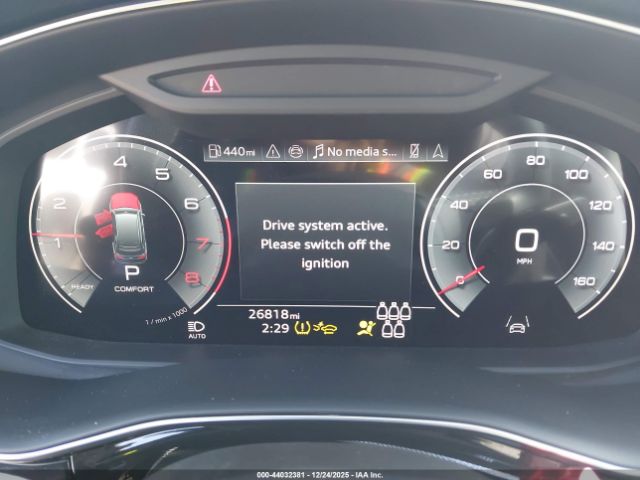 440mi
No media s...
1 2 3 4 5 6 7 8
READY
P
COMFORT
1 / min x 1000
Drive system active.
Please switch off the
ignition
0 20 40 60 80 100 120 140 160
0
MPH
26818mi
2:29
AUTO
000-44032381 - 12/24/2025 - IAA Inc.